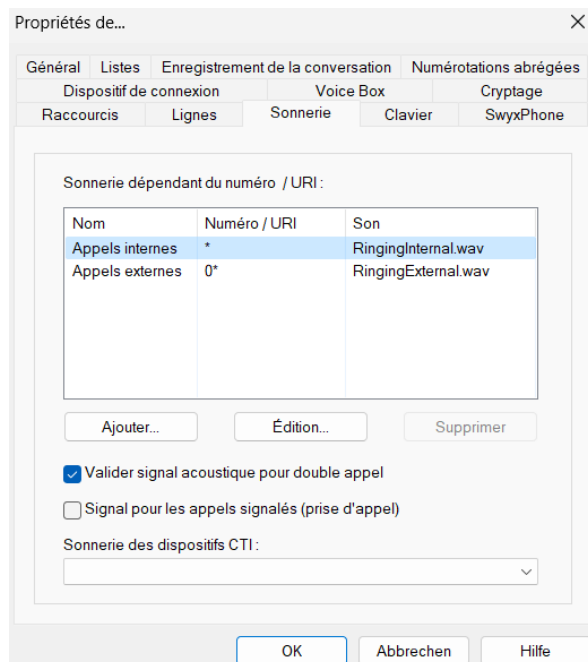 Propriétés de...
Général Listes Enregistrement de la conversation Numérotations abrégées
Dispositif de connexion Voice Box Cryptage
Raccourcis Lignes Sonnerie Clavier SwyxPhone
Sonnerie dépendant du numéro / URI :
Nom Numéro / URI Son
Appels internes * RingingInternal.wav
Appels externes 0* RingingExternal.wav
Ajouter... Édition... Supprimer
Valider signal acoustique pour double appel
Signal pour les appels signalés (prise d'appel)
Sonnerie des dispositifs CTI :
OK Abbrechen Hilfe